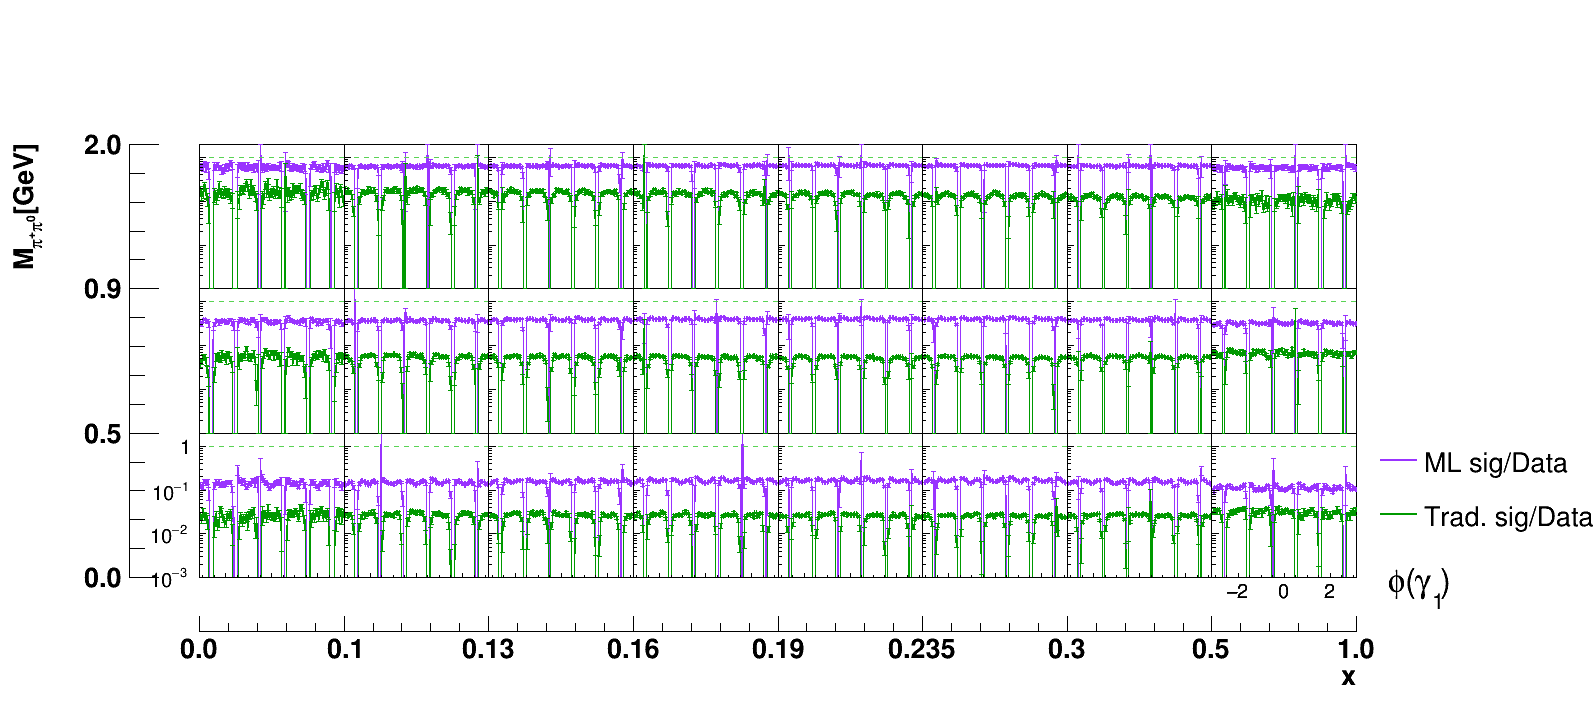 M_{π⁺π⁰}[GeV]
2.0
0.9
0.5
1
10⁻¹
10⁻²
0.0
10⁻³
−2 0 2
ML sig/Data
Trad. sig/Data
ϕ(γ₁)
0.0 0.1 0.13 0.16 0.19 0.235 0.3 0.5 1.0
x